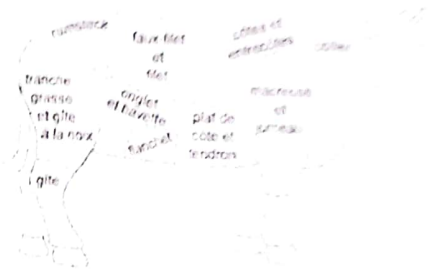 rumsteck
faux filet
et
filet
côtes et
entrecôtes
collier
tranche
grasse
et gîte
à la noix
onglet
et bavette
flanchet
plat de
côte et
tendron
macreuse
et
jumeau
gîte